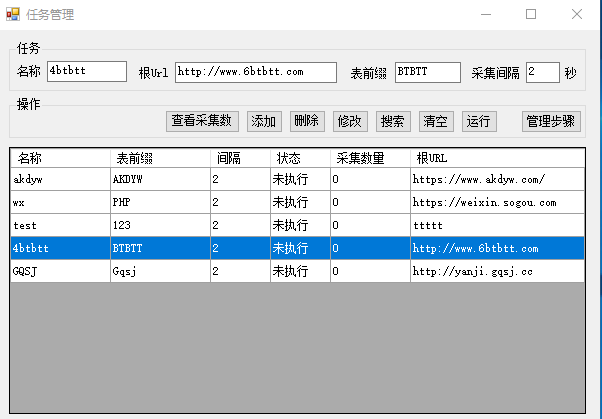 任务管理
任务
名称 4btbtt 根Url http://www.6btbtt.com 表前缀 BTBTT 采集间隔 2 秒
操作
查看采集数 添加 删除 修改 搜索 清空 运行 管理步骤
名称 表前缀 间隔 状态 采集数量 根URL
akdyw AKDYW 2 未执行 0 https://www.akdyw.com/
wx PHP 2 未执行 0 https://weixin.sogou.com
test 123 2 未执行 0 ttttt
4btbtt BTBTT 2 未执行 0 http://www.6btbtt.com
GQSJ Gqsj 2 未执行 0 http://yanji.gqsj.cc